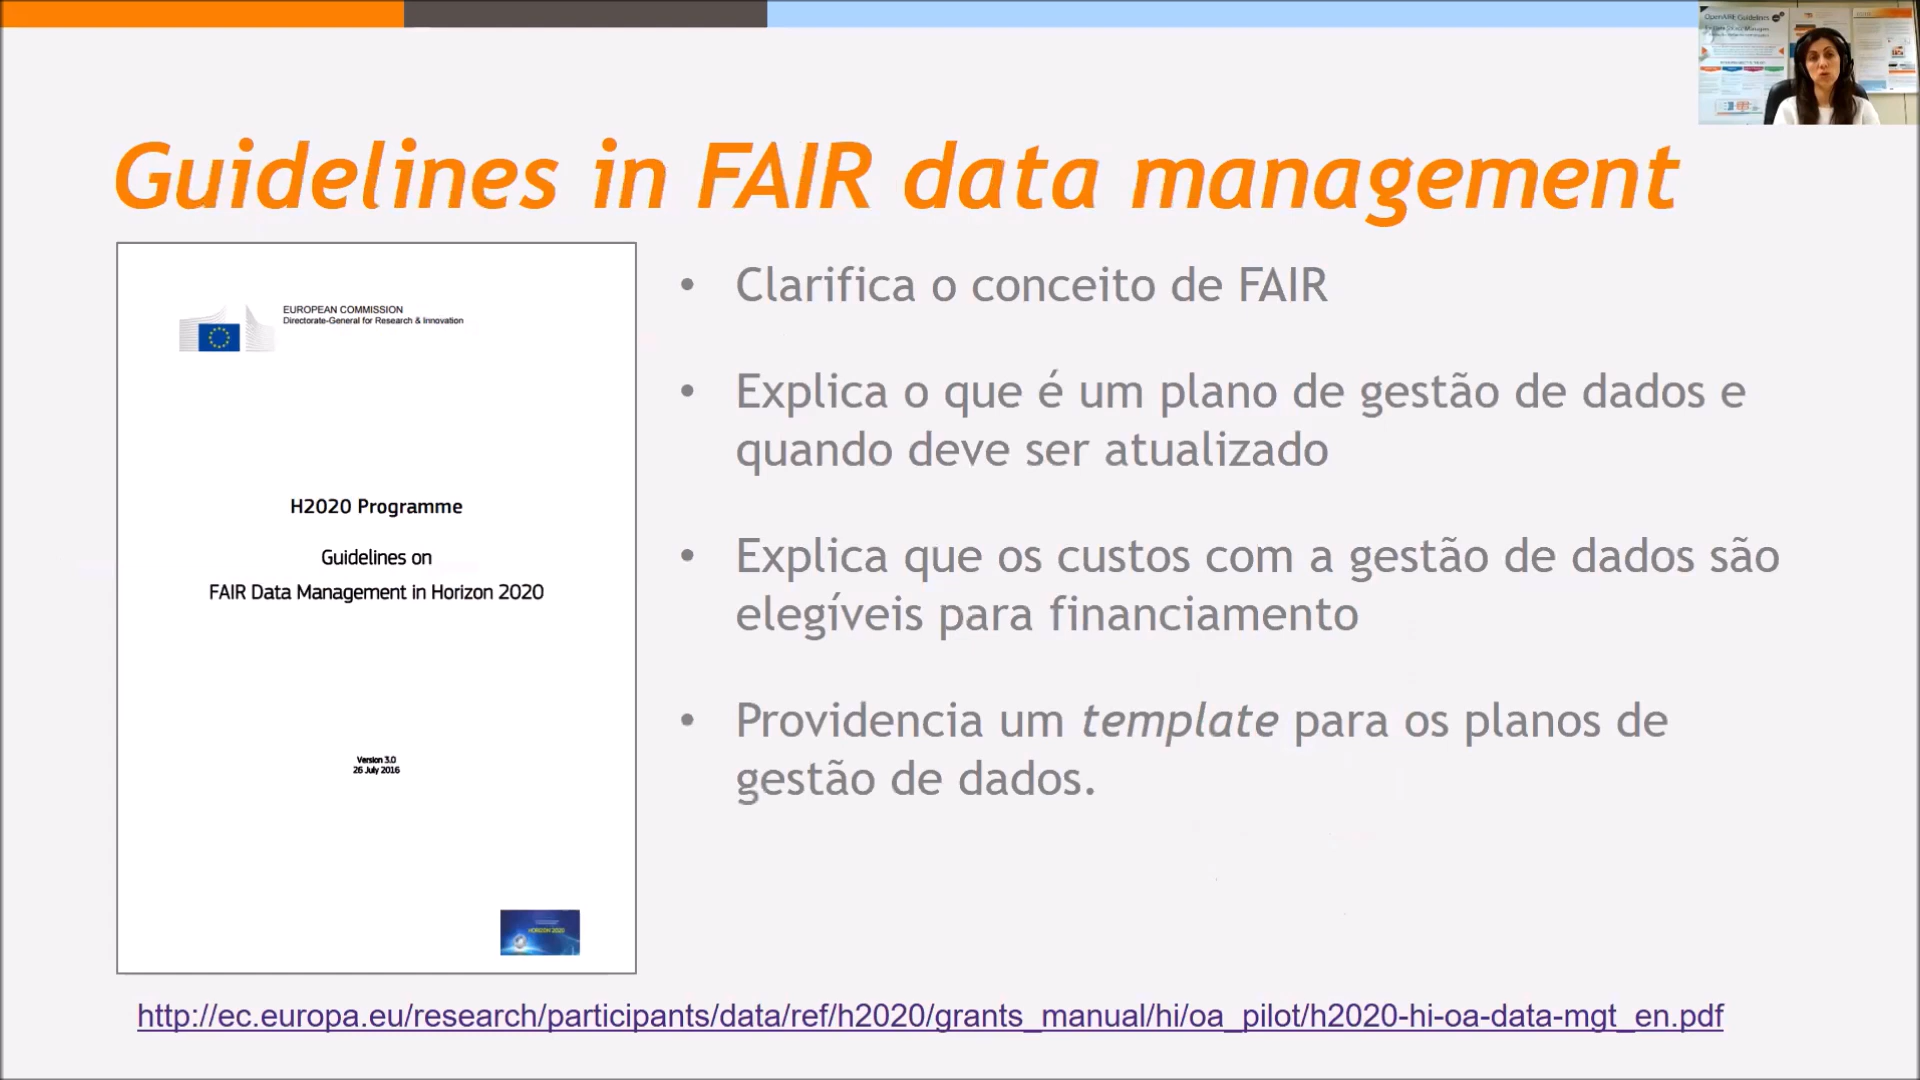 OpenAIRE Guidelines
Guidelines in FAIR data management
EUROPEAN COMMISSION
Directorate-General for Research & Innovation
H2020 Programme
Guidelines on
FAIR Data Management in Horizon 2020
Version 3.0
26 July 2016
HORIZON 2020
• Clarifica o conceito de FAIR
• Explica o que é um plano de gestão de dados e
quando deve ser atualizado
• Explica que os custos com a gestão de dados são
elegíveis para financiamento
• Providencia um template para os planos de
gestão de dados.
http://ec.europa.eu/research/participants/data/ref/h2020/grants_manual/hi/oa_pilot/h2020-hi-oa-data-mgt_en.pdf